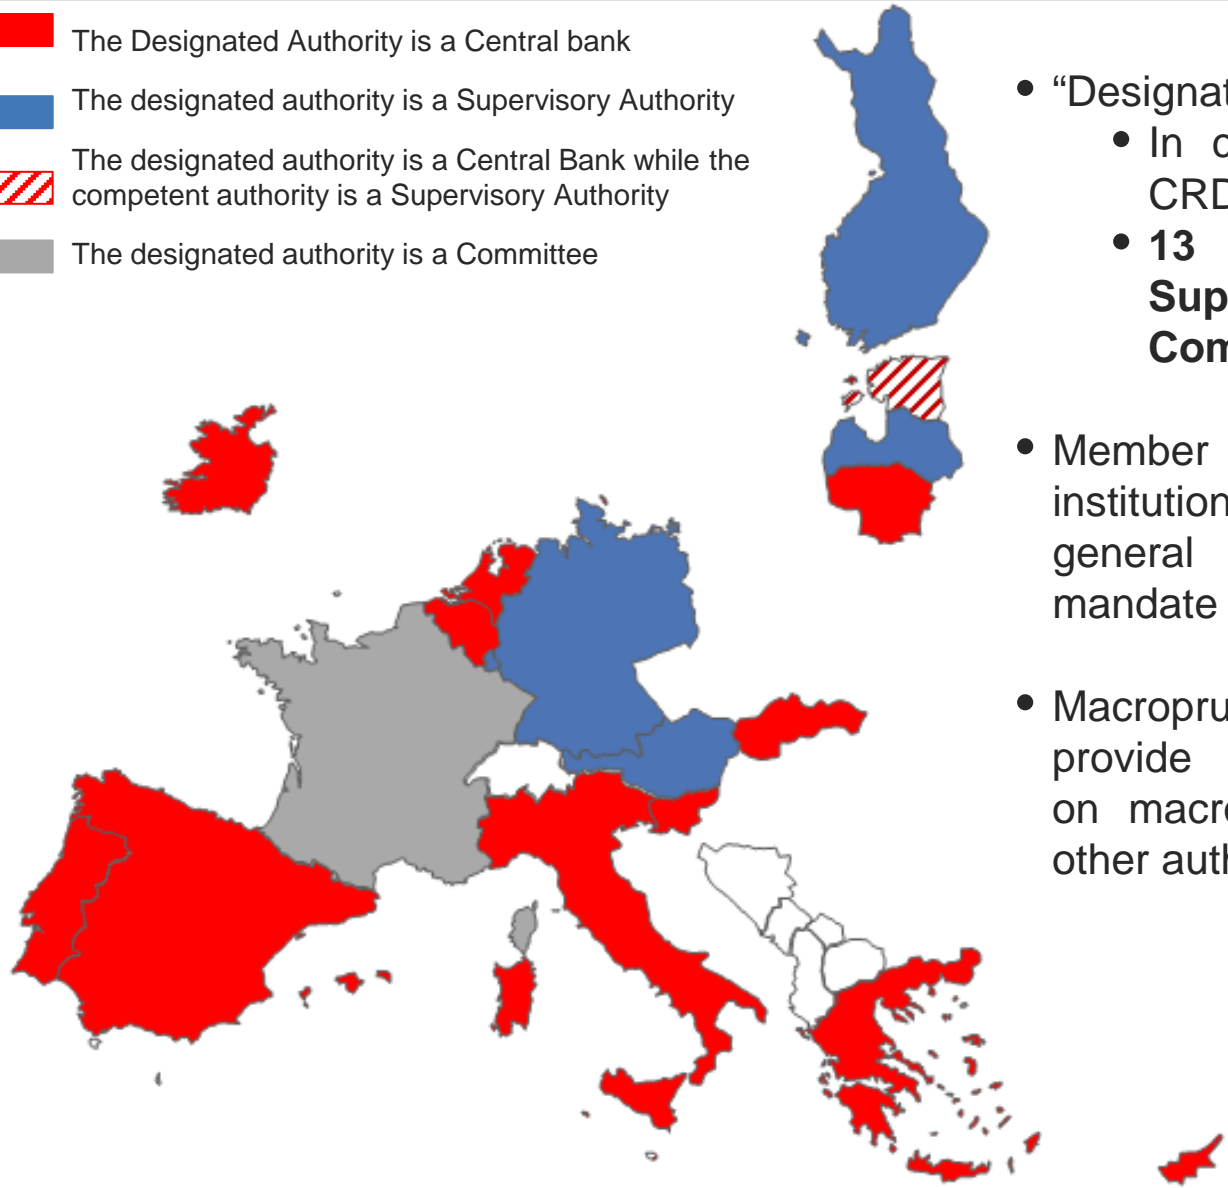 The Designated Authority is a Central bank
The designated authority is a Supervisory Authority
The designated authority is a Central Bank while the
competent authority is a Supervisory Authority
The designated authority is a Committee
• “Designat
• In c
CRD
• 13
Sup
Com
• Member
institution
general
mandate
• Macropru
provide
on macro
other auth